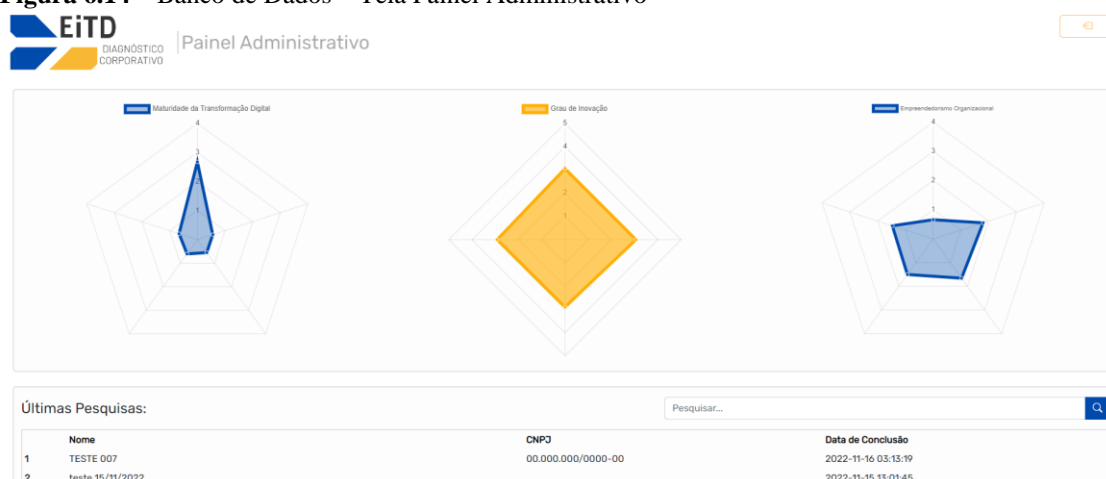 Figura 6.14 – Banco de Dados – Tela Painel Administrativo
EiTD
DIAGNÓSTICO
CORPORATIVO
Painel Administrativo
Maturidade da Transformação Digital
4
3
2
1
Grau de Inovação
5
4
2
1
Empreendedorismo Organizacional
4
3
2
1
Últimas Pesquisas:
Pesquisar...
Nome CNPJ Data de Conclusão
1 TESTE 007 00.000.000/0000-00 2022-11-16 03:13:19
2 teste 15/11/2022 2022-11-15 13:01:45